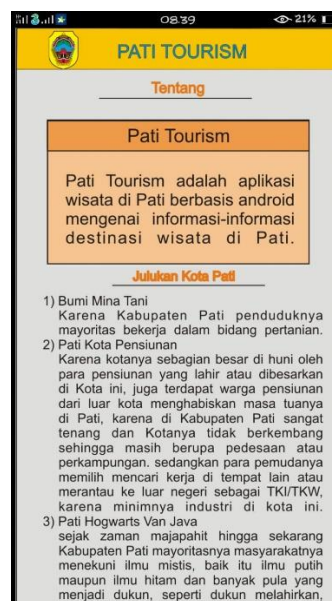 08.39
21%
PATI TOURISM
Tentang
Pati Tourism
Pati Tourism adalah aplikasi
wisata di Pati berbasis android
mengenai informasi-informasi
destinasi wisata di Pati.
Julukan Kota Pati
1) Bumi Mina Tani
Karena Kabupaten Pati penduduknya
mayoritas bekerja dalam bidang pertanian.
2) Pati Kota Pensiunan
Karena kotanya sebagian besar di huni oleh
para pensiunan yang lahir atau dibesarkan
di Kota ini, juga terdapat warga pensiunan
dari luar kota menghabiskan masa tuanya
di Pati, karena di Kabupaten Pati sangat
tenang dan Kotanya tidak berkembang
sehingga masih berupa pedesaan atau
perkampungan. sedangkan para pemudanya
memilih mencari kerja di tempat lain atau
merantau ke luar negeri sebagai TKI/TKW,
karena minimnya industri di kota ini.
3) Pati Hogwarts Van Java
sejak zaman majapahit hingga sekarang
Kabupaten Pati mayoritasnya masyarakatnya
menekuni ilmu mistis, baik itu ilmu putih
maupun ilmu hitam dan banyak pula yang
menjadi dukun, seperti dukun melahirkan,